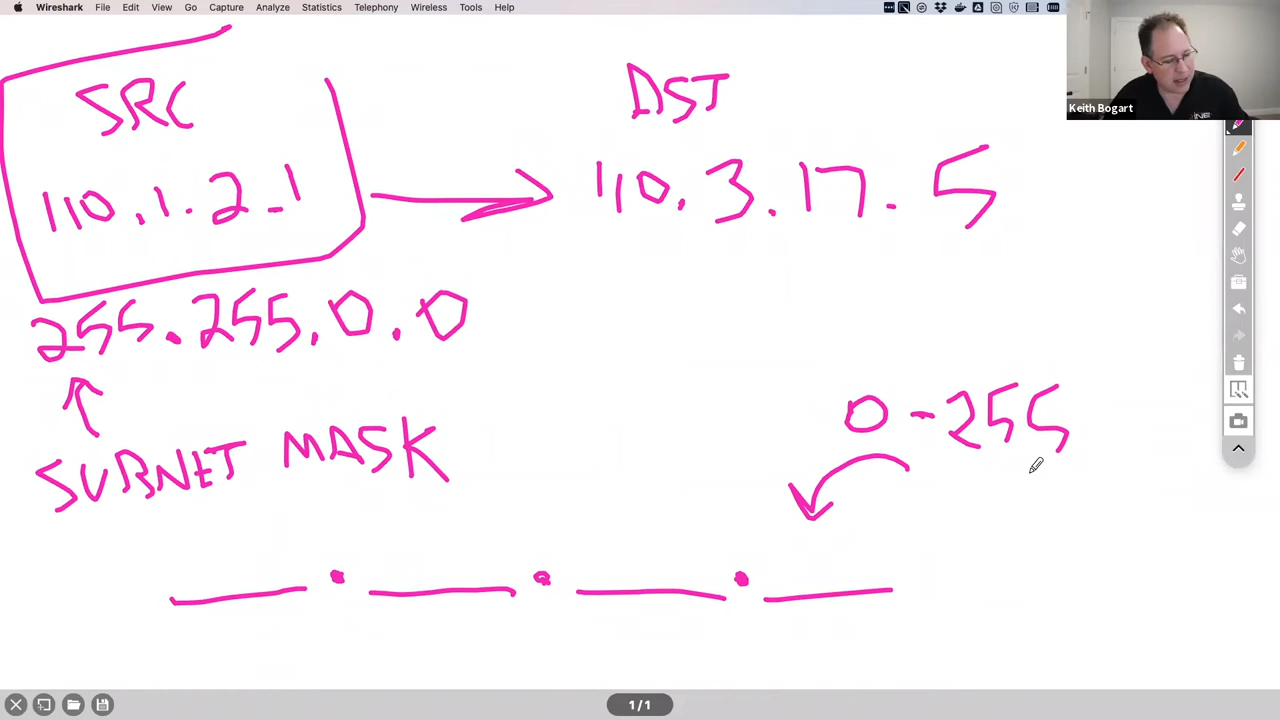 Wireshark File Edit View Go Capture Analyze Statistics Telephony Wireless Tools Help
Keith Bogart
SRC
DST
110.1.2.1
110.3.17.5
255.255.0.0
SUBNET MASK
0-255
1/1